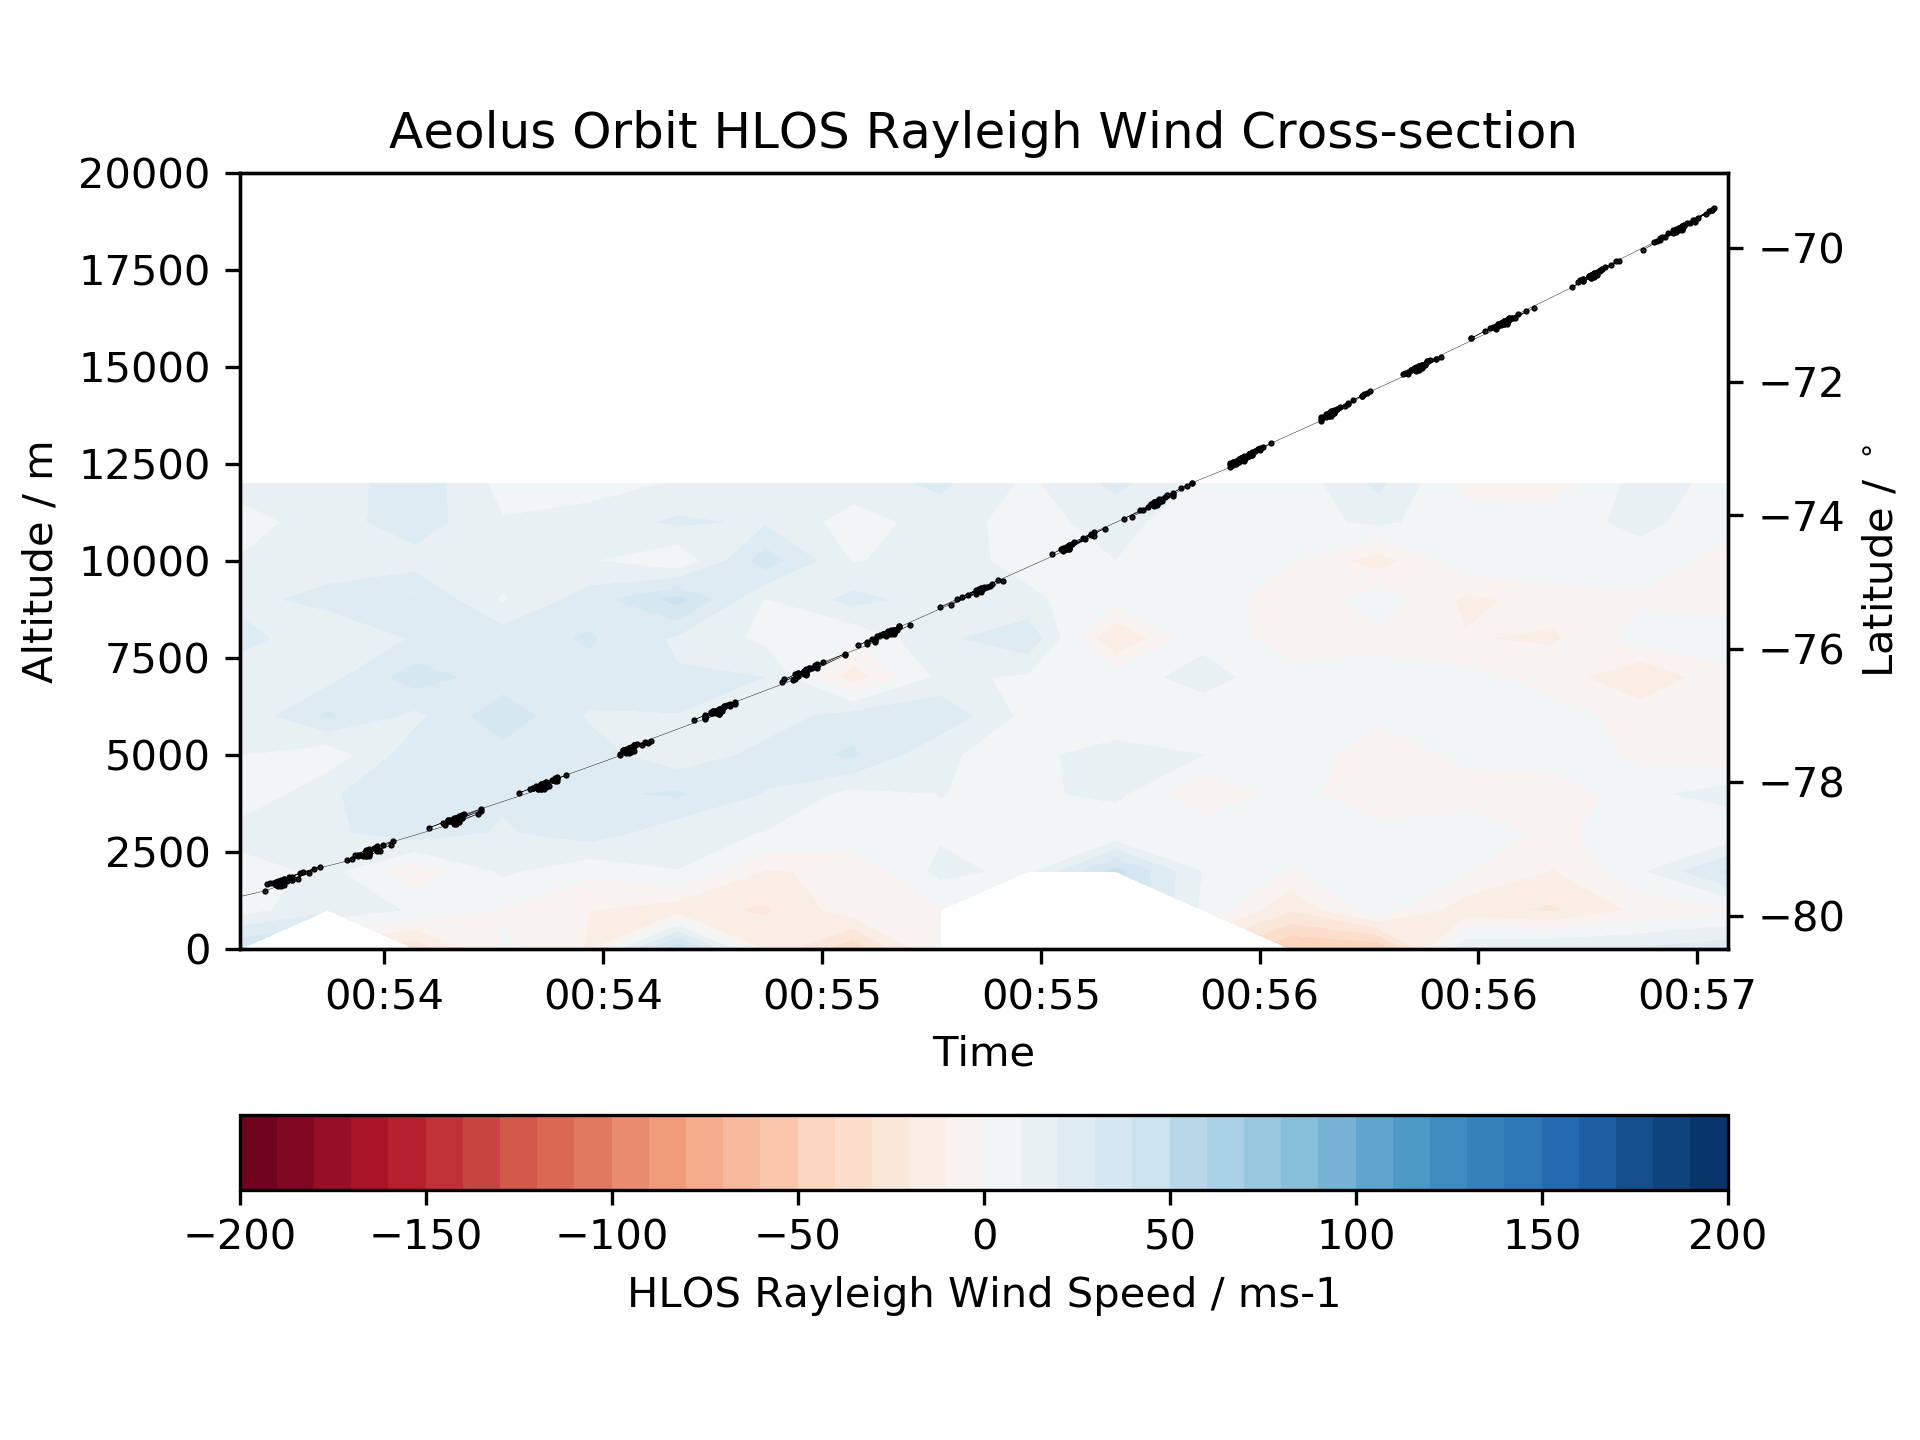 Aeolus Orbit HLOS Rayleigh Wind Cross-section
20000
17500
15000
12500
10000
7500
5000
2500
0
Altitude / m
−70
−72
−74
−76
−78
−80
Latitude / °
00:54 00:54 00:55 00:55 00:56 00:56 00:57
Time
−200 −150 −100 −50 0 50 100 150 200
HLOS Rayleigh Wind Speed / ms-1